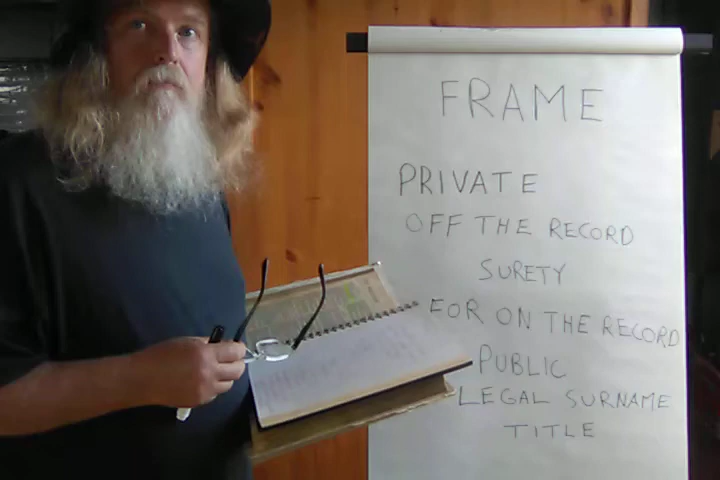 FRAME
PRIVATE
OFF THE RECORD
SURETY
FOR ON THE RECORD
PUBLIC
LEGAL SURNAME
TITLE